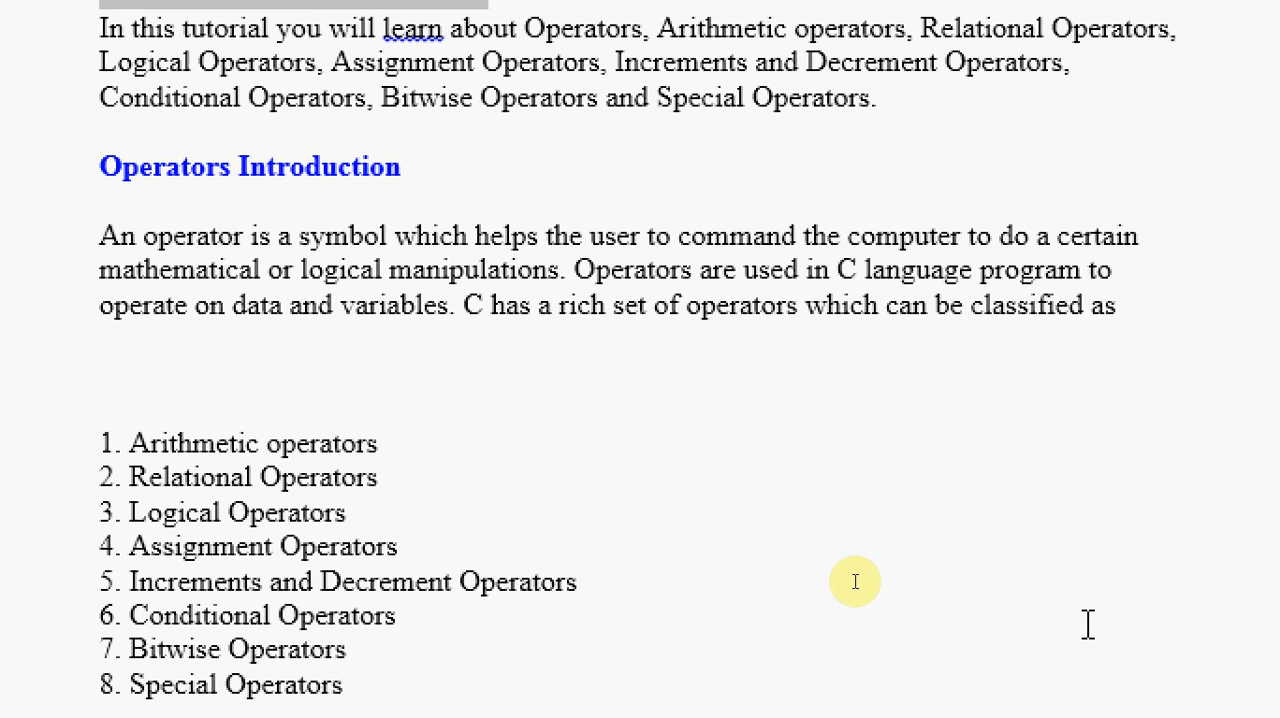 In this tutorial you will learn about Operators, Arithmetic operators, Relational Operators,
Logical Operators, Assignment Operators, Increments and Decrement Operators,
Conditional Operators, Bitwise Operators and Special Operators.
Operators Introduction
An operator is a symbol which helps the user to command the computer to do a certain
mathematical or logical manipulations. Operators are used in C language program to
operate on data and variables. C has a rich set of operators which can be classified as
1. Arithmetic operators
2. Relational Operators
3. Logical Operators
4. Assignment Operators
5. Increments and Decrement Operators
6. Conditional Operators
7. Bitwise Operators
8. Special Operators